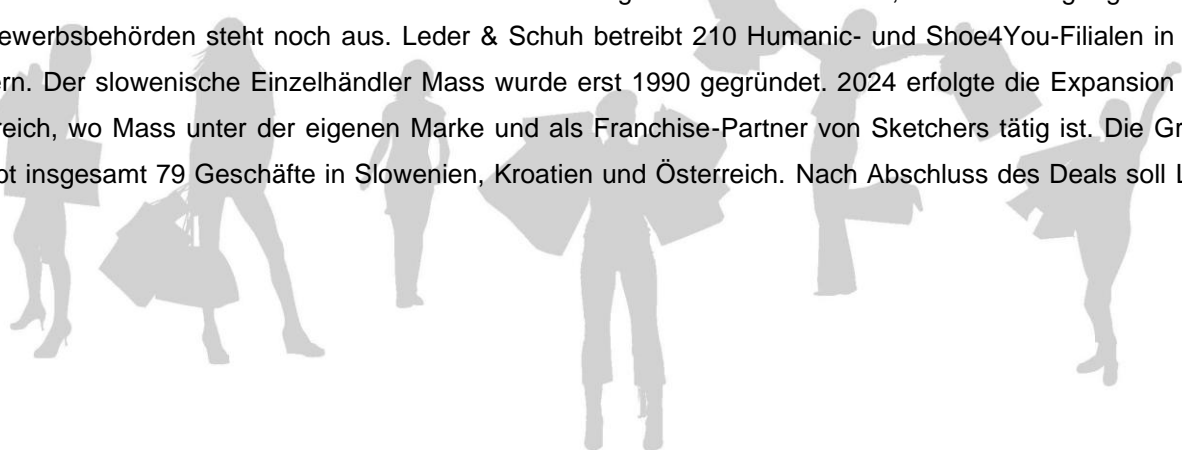 ewerbsbehörden steht noch aus. Leder & Schuh betreibt 210 Humanic- und Shoe4You-Filialen in
ern. Der slowenische Einzelhändler Mass wurde erst 1990 gegründet. 2024 erfolgte die Expansion
reich, wo Mass unter der eigenen Marke und als Franchise-Partner von Sketchers tätig ist. Die Gr
ot insgesamt 79 Geschäfte in Slowenien, Kroatien und Österreich. Nach Abschluss des Deals soll L